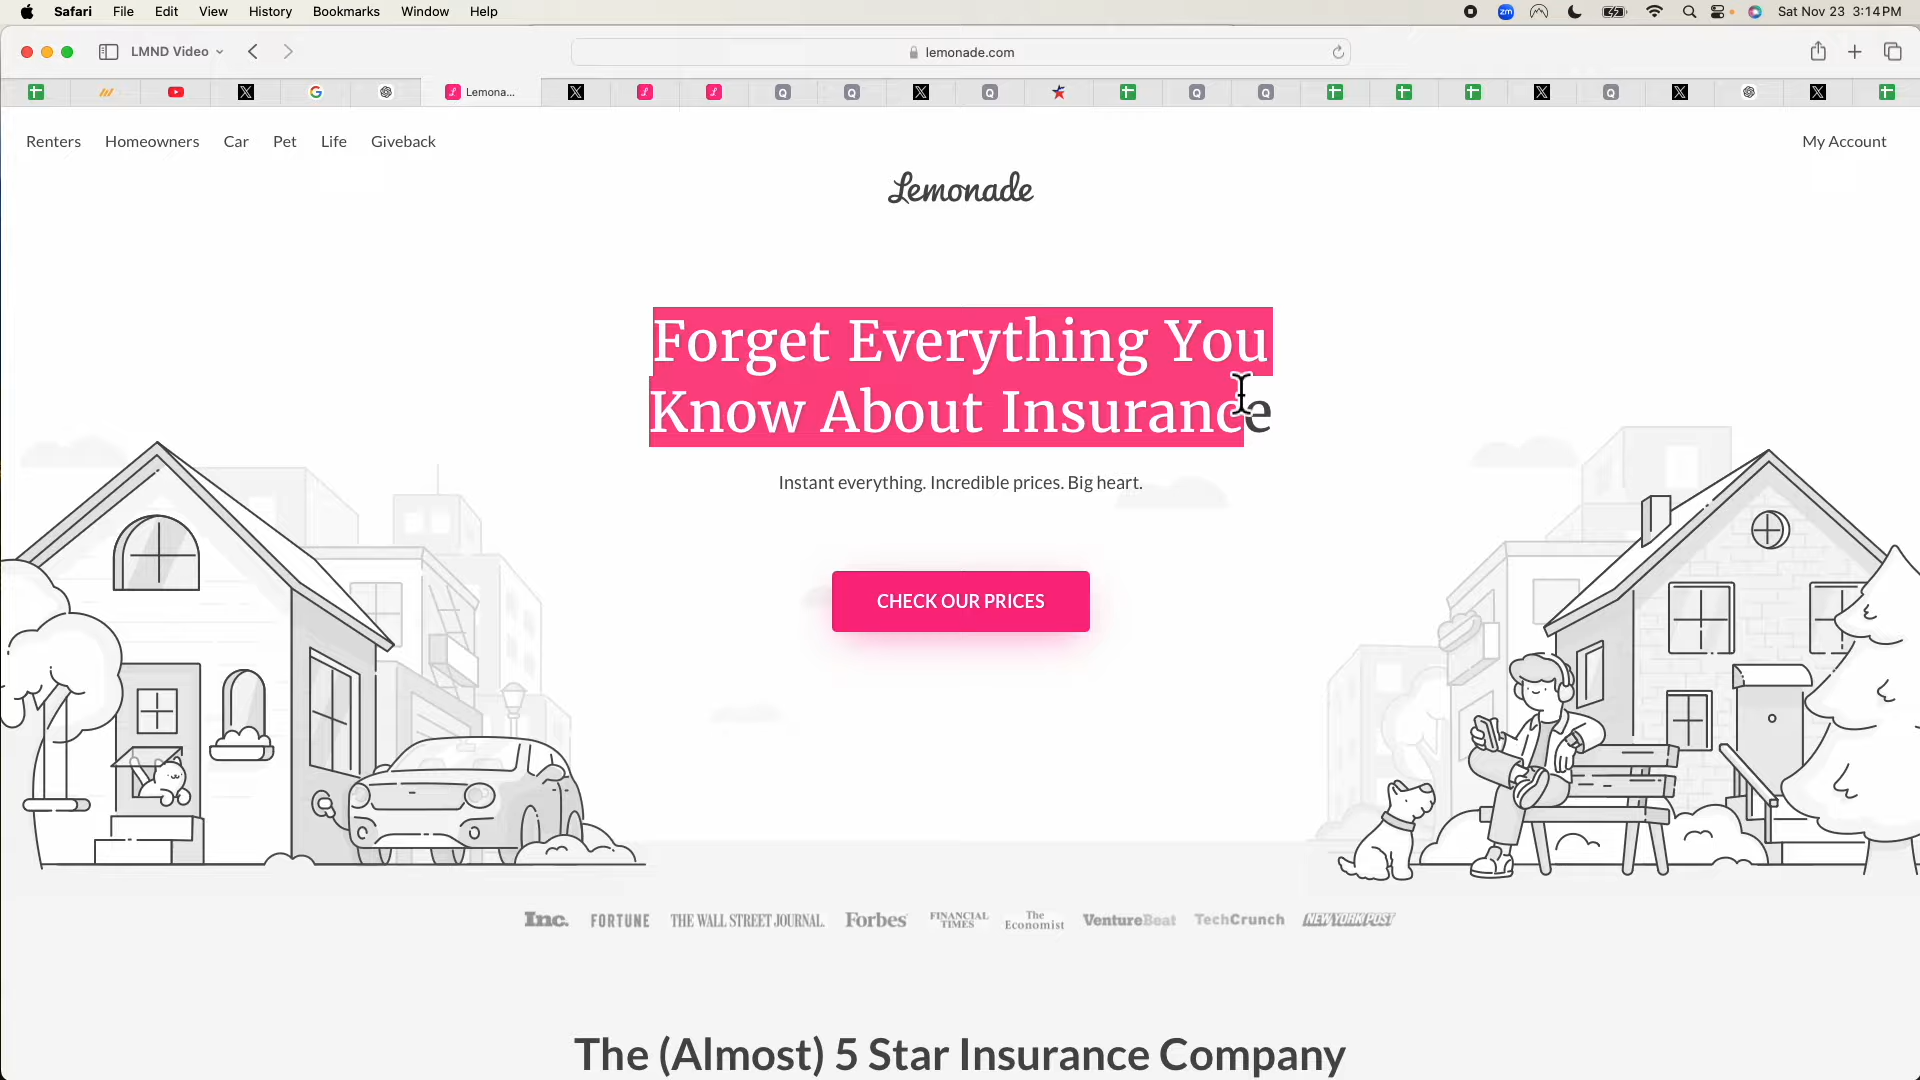 Safari File Edit View History Bookmarks Window Help
zm
Sat Nov 23 3:14 PM
LMND Video
lemonade.com
Lemona...
Renters Homeowners Car Pet Life Giveback
My Account
Lemonade
Forget Everything You
Know About Insurance
Instant everything. Incredible prices. Big heart.
CHECK OUR PRICES
Inc. FORTUNE THE WALL STREET JOURNAL. Forbes FINANCIAL TIMES The Economist VentureBeat TechCrunch NEW YORK POST
The (Almost) 5 Star Insurance Company